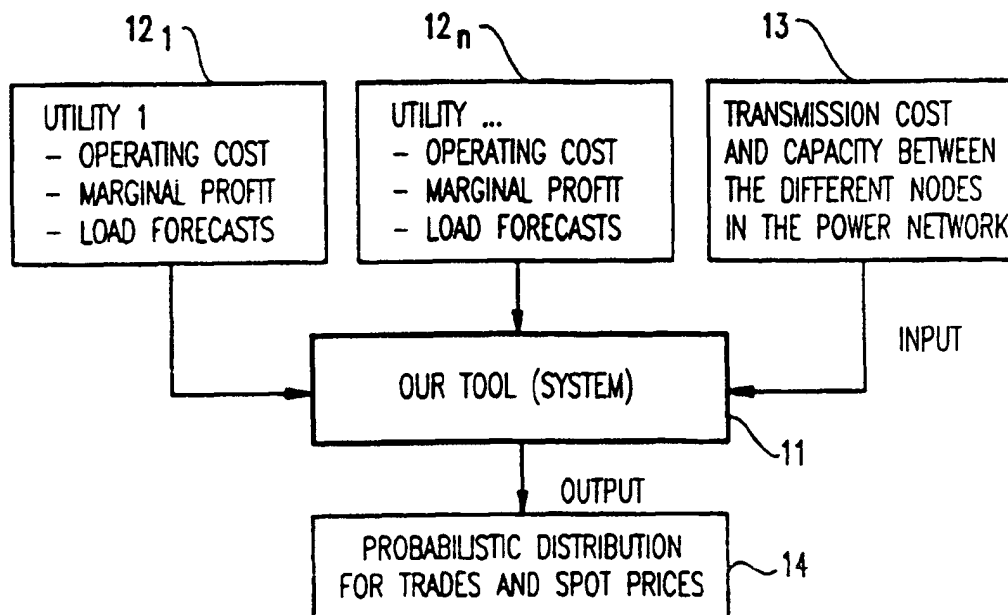 12 1
12 n
13
UTILITY 1
- OPERATING COST
- MARGINAL PROFIT
- LOAD FORECASTS
UTILITY ...
- OPERATING COST
- MARGINAL PROFIT
- LOAD FORECASTS
TRANSMISSION COST
AND CAPACITY BETWEEN
THE DIFFERENT NODES
IN THE POWER NETWORK
INPUT
OUR TOOL (SYSTEM)
11
OUTPUT
PROBABILISTIC DISTRIBUTION
FOR TRADES AND SPOT PRICES
14